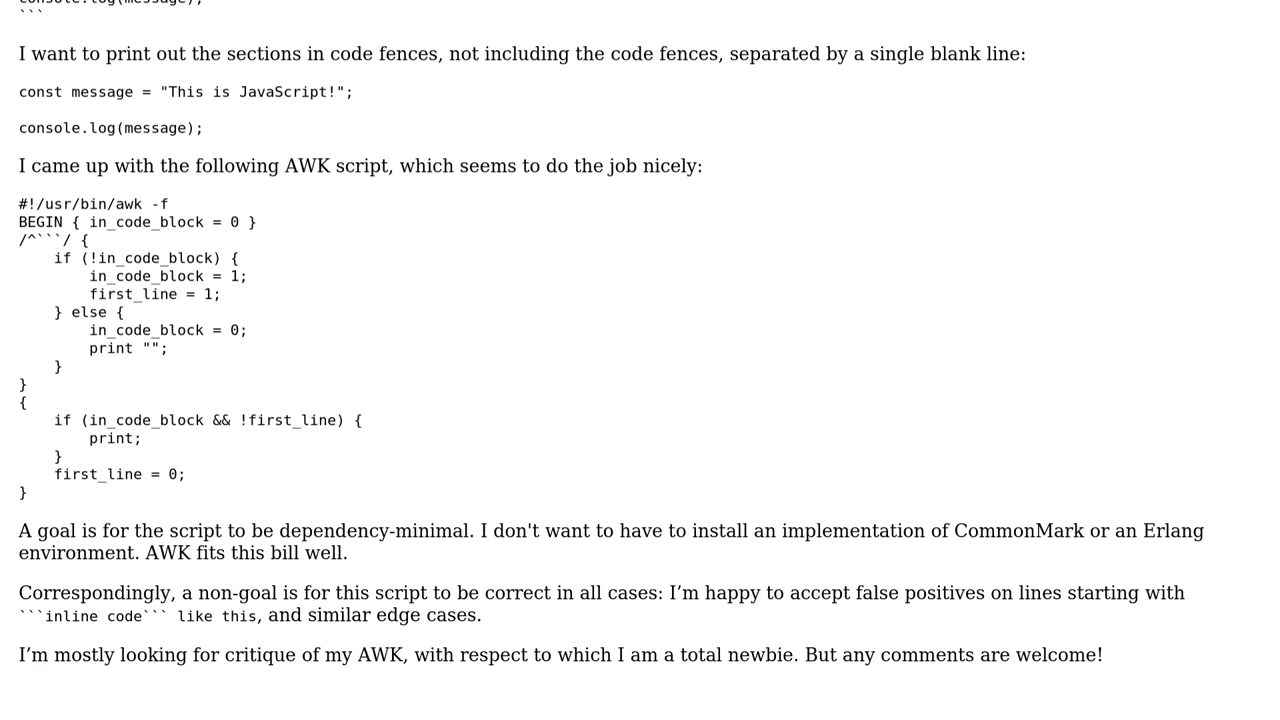 console.log(message);
```
I want to print out the sections in code fences, not including the code fences, separated by a single blank line:
const message = "This is JavaScript!";
console.log(message);
I came up with the following AWK script, which seems to do the job nicely:
#!/usr/bin/awk -f
BEGIN { in_code_block = 0 }
/^```/ {
    if (!in_code_block) {
        in_code_block = 1;
        first_line = 1;
    } else {
        in_code_block = 0;
        print "";
    }
}
{
    if (in_code_block && !first_line) {
        print;
    }
    first_line = 0;
}
A goal is for the script to be dependency-minimal. I don't want to have to install an implementation of CommonMark or an Erlang
environment. AWK fits this bill well.
Correspondingly, a non-goal is for this script to be correct in all cases: I’m happy to accept false positives on lines starting with
```inline code``` like this, and similar edge cases.
I’m mostly looking for critique of my AWK, with respect to which I am a total newbie. But any comments are welcome!